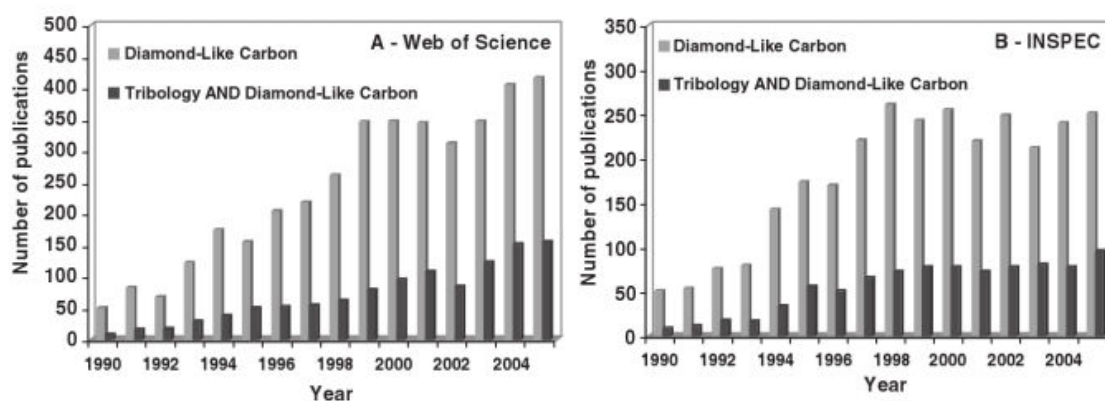 A - Web of Science
Diamond-Like Carbon
Tribology AND Diamond-Like Carbon
Number of publications
500
450
400
350
300
250
200
150
100
50
0
1990 1992 1994 1996 1998 2000 2002 2004
Year
B - INSPEC
Diamond-Like Carbon
Tribology AND Diamond-Like Carbon
Number of publications
350
300
250
200
150
100
50
0
1990 1992 1994 1996 1998 2000 2002 2004
Year